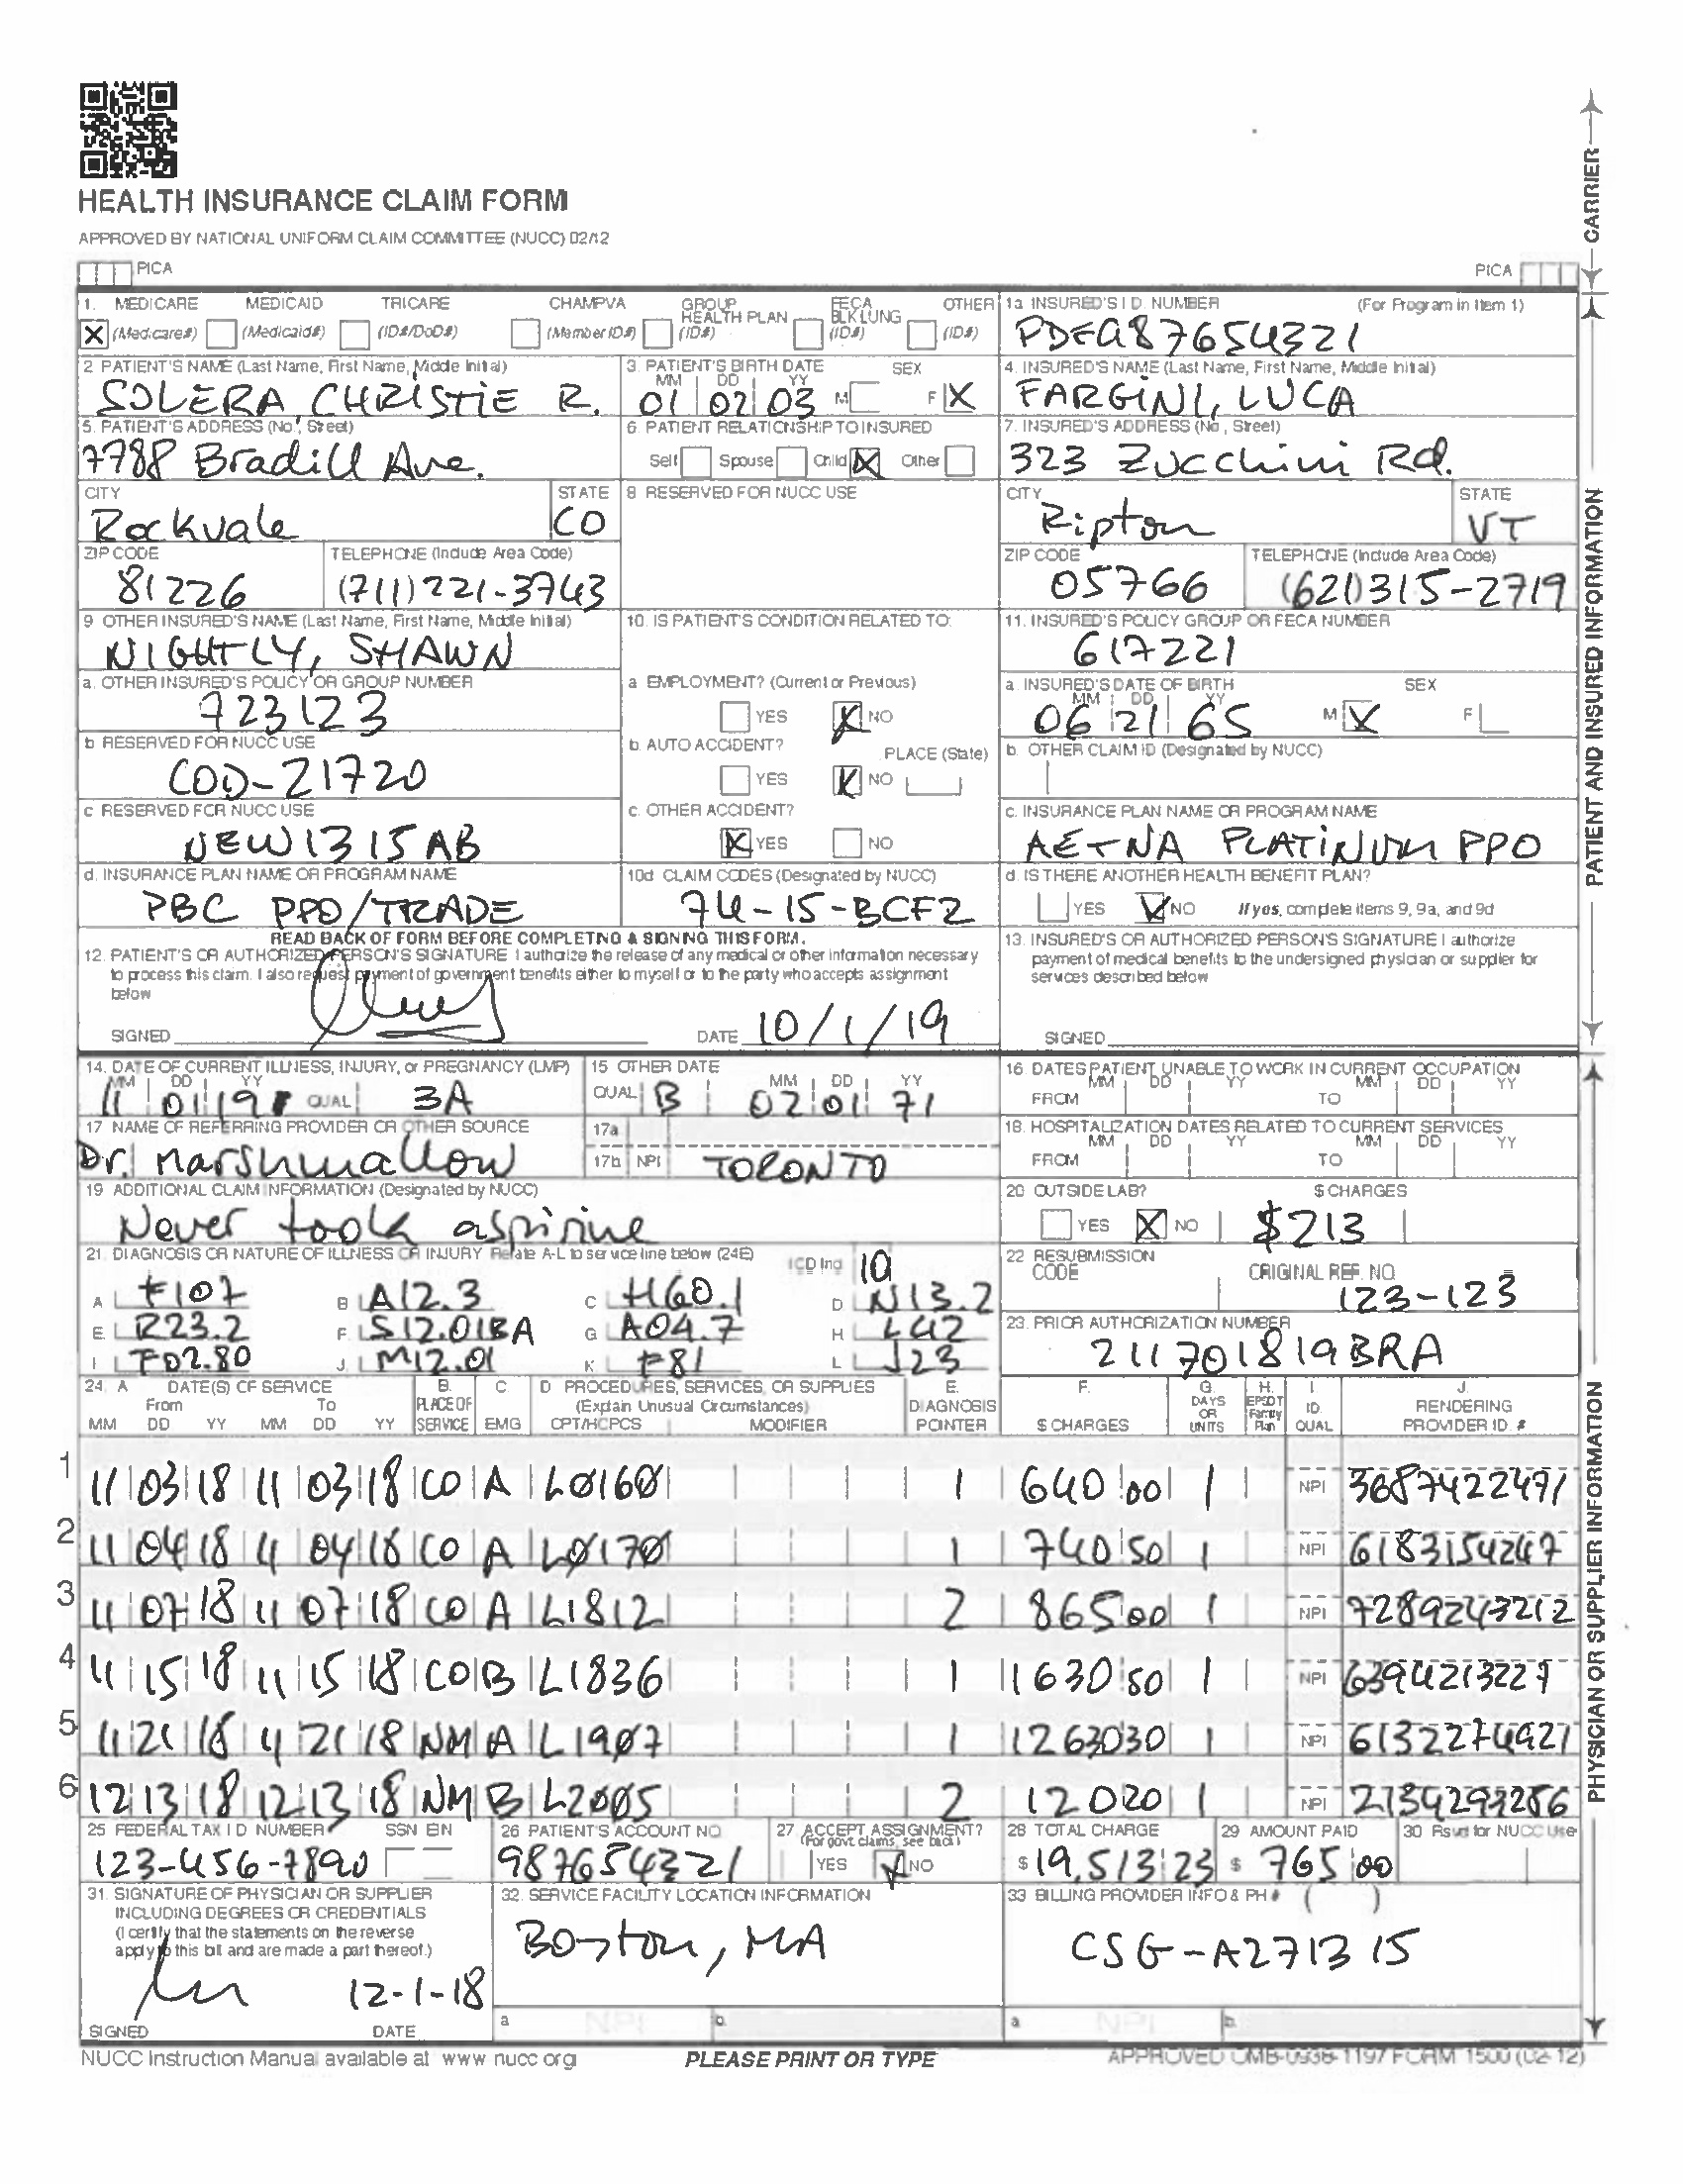 HEALTH INSURANCE CLAIM FORM
APPROVED BY NATIONAL UNIFORM CLAIM COMMITTEE (NUCC) 02/12
PICA PICA
CARRIER
1. MEDICARE MEDICAID TRICARE CHAMPVA GROUP HEALTH PLAN FECA BLK LUNG OTHER
X (Medicare#) (Medicaid#) (ID#/DoD#) (Member ID#) (ID#) (ID#) (ID#)
1a INSURED'S I D. NUMBER (For Program in Item 1)
PDFA87654321
2 PATIENT'S NAME (Last Name, First Name, Middle Initial)
SOLERA, CHRISTIE R.
3. PATIENT'S BIRTH DATE SEX
MM DD YY
01 02 03 M F X
4. INSURED'S NAME (Last Name, First Name, Middle Initial)
FARGINI, LUCA
5. PATIENT'S ADDRESS (No., Street)
7788 Bradill Ave.
6. PATIENT RELATIONSHIP TO INSURED
Self Spouse Child X Other
7. INSURED'S ADDRESS (No., Street)
323 Zucchini Rd.
CITY STATE
Rockvale CO
8 RESERVED FOR NUCC USE
CITY STATE
Ripton VT
ZIP CODE TELEPHONE (Include Area Code)
81226 (711) 221-3743
ZIP CODE TELEPHONE (Include Area Code)
05766 (621) 315-2719
9 OTHER INSURED'S NAME (Last Name, First Name, Middle Initial)
NIGHTLY, SHAWN
10. IS PATIENT'S CONDITION RELATED TO:
11. INSURED'S POLICY GROUP OR FECA NUMBER
617221
a. OTHER INSURED'S POLICY OR GROUP NUMBER
723123
a EMPLOYMENT? (Current or Previous)
YES X NO
a. INSURED'S DATE OF BIRTH SEX
MM DD YY
06 21 65 M X F
b RESERVED FOR NUCC USE
COD-21720
b. AUTO ACCIDENT? PLACE (State)
YES X NO
b. OTHER CLAIM ID (Designated by NUCC)
c RESERVED FOR NUCC USE
NEW1315AB
c. OTHER ACCIDENT?
X YES NO
c. INSURANCE PLAN NAME OR PROGRAM NAME
AETNA PLATINUM PPO
d. INSURANCE PLAN NAME OR PROGRAM NAME
PBC PPO/TRADE
10d CLAIM CODES (Designated by NUCC)
74-15-BCF2
d. IS THERE ANOTHER HEALTH BENEFIT PLAN?
YES NO If yes, complete items 9, 9a, and 9d
PATIENT AND INSURED INFORMATION
READ BACK OF FORM BEFORE COMPLETNG & SIGNING THIS FORM.
12. PATIENT'S OR AUTHORIZED PERSON'S SIGNATURE I authorize the release of any medical or other information necessary
to process this claim. I also request payment of government benefits either to myself or to the party who accepts assignment
below
SIGNED DATE 10/1/19
13. INSURED'S OR AUTHORIZED PERSON'S SIGNATURE I authorize
payment of medical benefits to the undersigned physician or supplier for
services described below
SIGNED
14. DATE OF CURRENT ILLNESS, INJURY, or PREGNANCY (LMP)
MM DD YY
11 01 19 QUAL 3A
15 OTHER DATE
QUAL B MM DD YY
02 01 71
16. DATES PATIENT UNABLE TO WORK IN CURRENT OCCUPATION
MM DD YY MM DD YY
FROM TO
17 NAME OF REFERRING PROVIDER OR OTHER SOURCE
Dr. Marshmallow
17a
17b NPI TORONTO
18. HOSPITALIZATION DATES RELATED TO CURRENT SERVICES
MM DD YY MM DD YY
FROM TO
19 ADDITIONAL CLAIM INFORMATION (Designated by NUCC)
Never took aspirine
20 OUTSIDE LAB? $ CHARGES
YES X NO $213
21. DIAGNOSIS OR NATURE OF ILLNESS OR INJURY Relate A-L to service line below (24E) ICD Ind 10
A F107 B A12.3 C H60.1 D N13.2
E R23.2 F. S12.01BA G A04.7 H L42
I F02.80 J. M12.01 K F81 L J23
22 RESUBMISSION
CODE ORIGINAL REF. NO.
123-123
23. PRIOR AUTHORIZATION NUMBER
211701819BRA
24. A DATE(S) OF SERVICE B. C D PROCEDURES, SERVICES, OR SUPPLIES E. F. G. H. I. J.
From To PLACE OF (Explain Unusual Circumstances) DIAGNOSIS DAYS OR UNITS EPSDT Family Plan ID. QUAL RENDERING
MM DD YY MM DD YY SERVICE EMG CPT/HCPCS MODIFIER POINTER $ CHARGES PROVIDER ID. #
1 11 03 18 11 03 18 CO A L0160 1 640 00 1 NPI 3687422471
2 11 04 18 11 04 18 CO A L0170 1 740 50 1 NPI 6183154247
3 11 07 18 11 07 18 CO A L1812 2 865 00 1 NPI 7289243212
4 11 15 18 11 15 18 CO B L1836 1 1630 50 1 NPI 6394213227
5 11 21 18 11 21 18 NM A L1907 1 12630 30 1 NPI 6132274921
6 12 13 18 12 13 18 NM B L2005 2 120 20 1 NPI 2134293286
25 FEDERAL TAX I D NUMBER SSN EIN
123-456-7890
26 PATIENT'S ACCOUNT NO
987654321
27 ACCEPT ASSIGNMENT?
(For govt claims, see back)
YES NO
28 TOTAL CHARGE
$ 19,513 23
29 AMOUNT PAID
$ 765 00
30 Rsvd for NUCC Use
31. SIGNATURE OF PHYSICIAN OR SUPPLIER
INCLUDING DEGREES OR CREDENTIALS
(I certify that the statements on the reverse
apply to this bill and are made a part thereof.)
12-1-18
SIGNED DATE
32. SERVICE FACILITY LOCATION INFORMATION
Boston, MA
a NPI b.
33 BILLING PROVIDER INFO & PH # ( )
CSG-A271315
a NPI b
PHYSICIAN OR SUPPLIER INFORMATION
NUCC Instruction Manual available at www nucc org PLEASE PRINT OR TYPE APPROVED OMB-0938-1197 FORM 1500 (02-12)